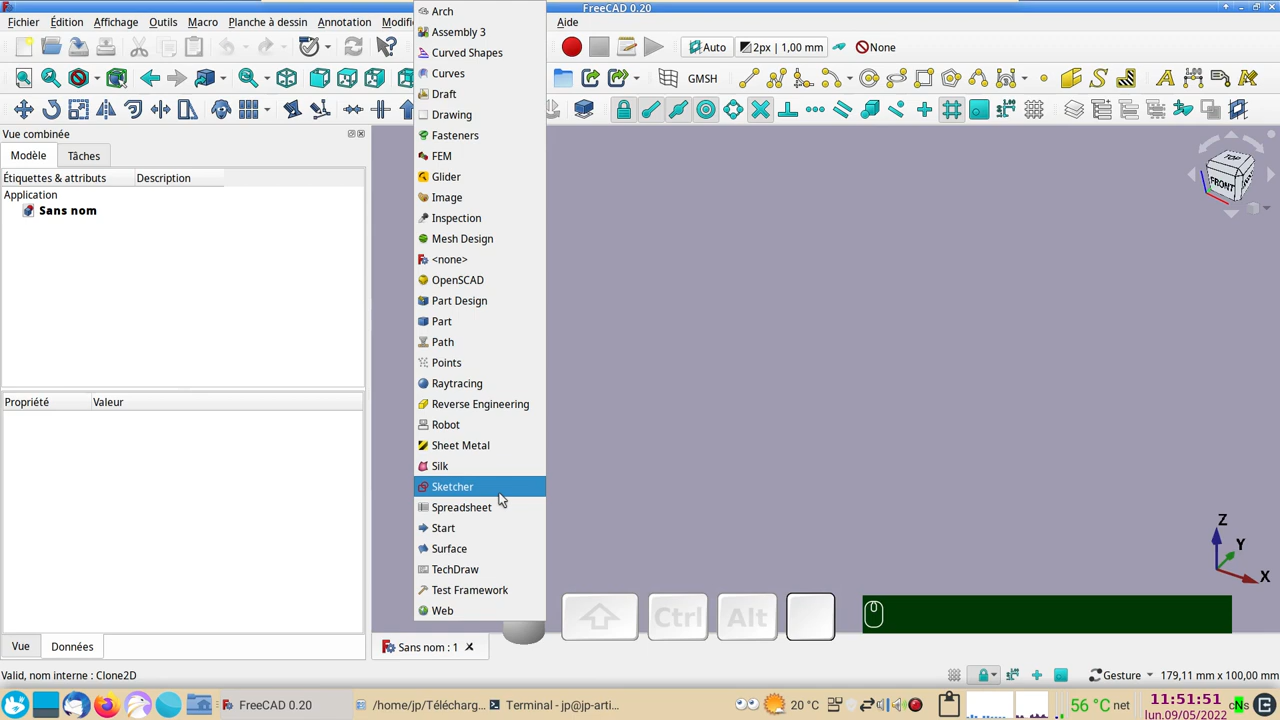 FreeCAD 0.20
Fichier Édition Affichage Outils Macro Planche à dessin Annotation Modifi Aide
Auto 2px | 1,00 mm None
GMSH
Vue combinée
Modèle Tâches
Étiquettes & attributs Description
Application
Sans nom
Propriété Valeur
Vue Données
Arch
Assembly 3
Curved Shapes
Curves
Draft
Drawing
Fasteners
FEM
Glider
Image
Inspection
Mesh Design
<none>
OpenSCAD
Part Design
Part
Path
Points
Raytracing
Reverse Engineering
Robot
Sheet Metal
Silk
Sketcher
Spreadsheet
Start
Surface
TechDraw
Test Framework
Web
TOP
FRONT
Z
Y
X
Ctrl Alt
Sans nom : 1
Valid, nom interne : Clone2D
Gesture 179,11 mm x 100,00 mm
FreeCAD 0.20 /home/jp/Télécharg... Terminal - jp@jp-arti... 20 °C 56 °C net 11:51:51
lun.09/05/2022